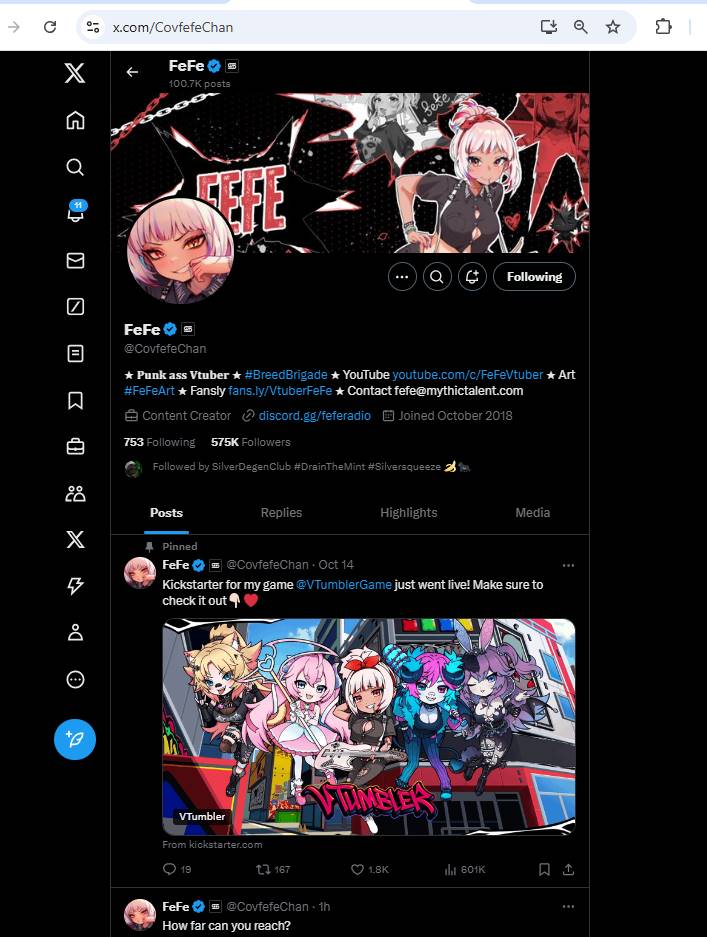 x.com/CovfefeChan
FeFe
100.7K posts
FEFE
fefe
Following
FeFe
@CovfefeChan
★ 𝐏𝐮𝐧𝐤 𝐚𝐬𝐬 𝐕𝐭𝐮𝐛𝐞𝐫 ★ #BreedBrigade ★ YouTube youtube.com/c/FeFeVtuber ★ Art
#FeFeArt ★ Fansly fans.ly/VtuberFeFe ★ Contact fefe@mythictalent.com
Content Creator discord.gg/feferadio Joined October 2018
753 Following 575K Followers
Followed by SilverDegenClub #DrainTheMint #Silversqueeze 🍌🦍
11
Posts Replies Highlights Media
Pinned
FeFe @CovfefeChan · Oct 14
Kickstarter for my game @VTumblerGame just went live! Make sure to
check it out👇🏻❤️
VTUMBLER
VTumbler
From kickstarter.com
19 167 1.8K 601K
FeFe @CovfefeChan · 1h
How far can you reach?